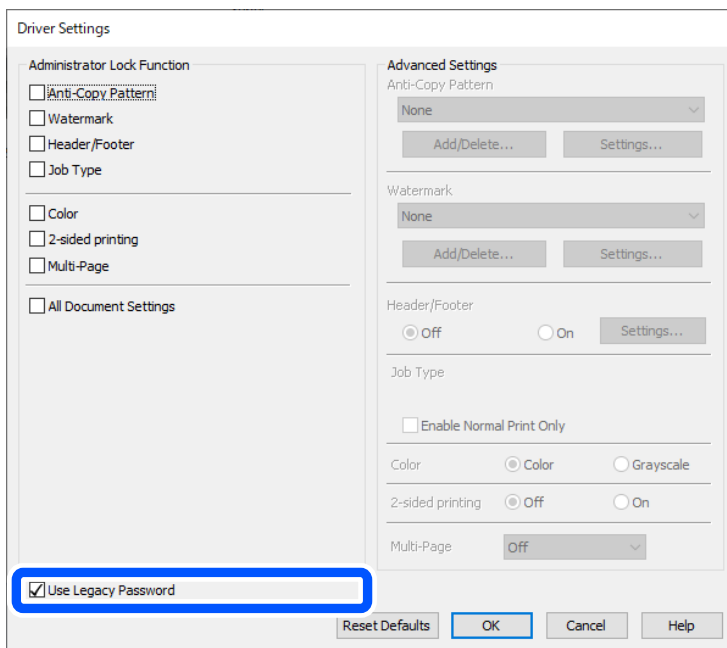 Driver Settings
Administrator Lock Function
Anti-Copy Pattern
Watermark
Header/Footer
Job Type
Color
2-sided printing
Multi-Page
All Document Settings
Use Legacy Password
Advanced Settings
Anti-Copy Pattern
None
Add/Delete... Settings...
Watermark
None
Add/Delete... Settings...
Header/Footer
Off On Settings...
Job Type
Enable Normal Print Only
Color Color Grayscale
2-sided printing Off On
Multi-Page Off
Reset Defaults OK Cancel Help